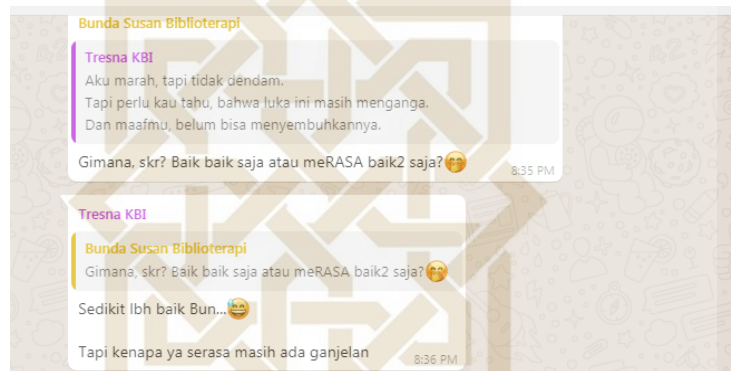 Bunda Susan Biblioterapi
Tresna KBI
Aku marah, tapi tidak dendam.
Tapi perlu kau tahu, bahwa luka ini masih menganga.
Dan maafmu, belum bisa menyembuhkannya.
Gimana, skr? Baik baik saja atau meRASA baik2 saja?🤭
8:35 PM
Tresna KBI
Bunda Susan Biblioterapi
Gimana, skr? Baik baik saja atau meRASA baik2 saja?🤭
Sedikit lbh baik Bun...😅
Tapi kenapa ya serasa masih ada ganjelan
8:36 PM